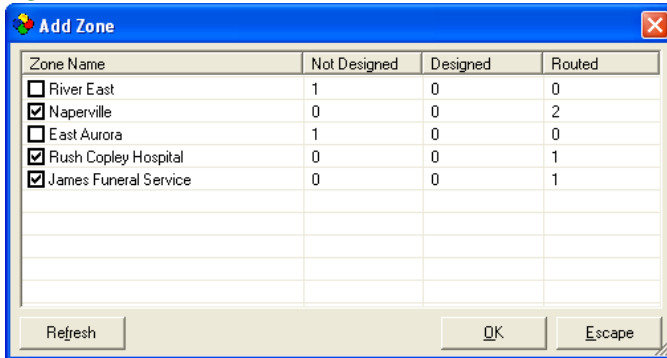 Add Zone
Zone Name Not Designed Designed Routed
River East 1 0 0
Naperville 0 0 2
East Aurora 1 0 0
Rush Copley Hospital 0 0 1
James Funeral Service 0 0 1
Refresh OK Escape